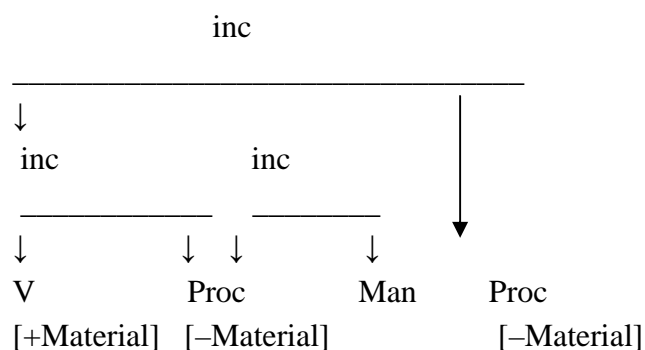 inc
inc inc
V Proc Man Proc
[+Material] [–Material] [–Material]